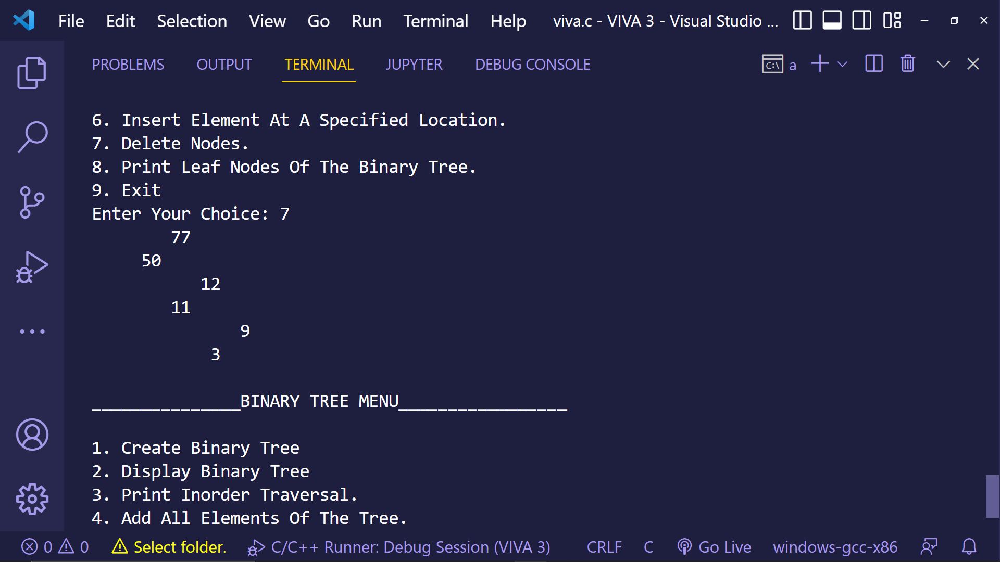 File Edit Selection View Go Run Terminal Help viva.c - VIVA 3 - Visual Studio ...
PROBLEMS OUTPUT TERMINAL JUPYTER DEBUG CONSOLE C:\ a
6. Insert Element At A Specified Location.
7. Delete Nodes.
8. Print Leaf Nodes Of The Binary Tree.
9. Exit
Enter Your Choice: 7
77
50
12
11
9
3
_______________BINARY TREE MENU_________________
1. Create Binary Tree
2. Display Binary Tree
3. Print Inorder Traversal.
4. Add All Elements Of The Tree.
0 0 Select folder. C/C++ Runner: Debug Session (VIVA 3) CRLF C Go Live windows-gcc-x86